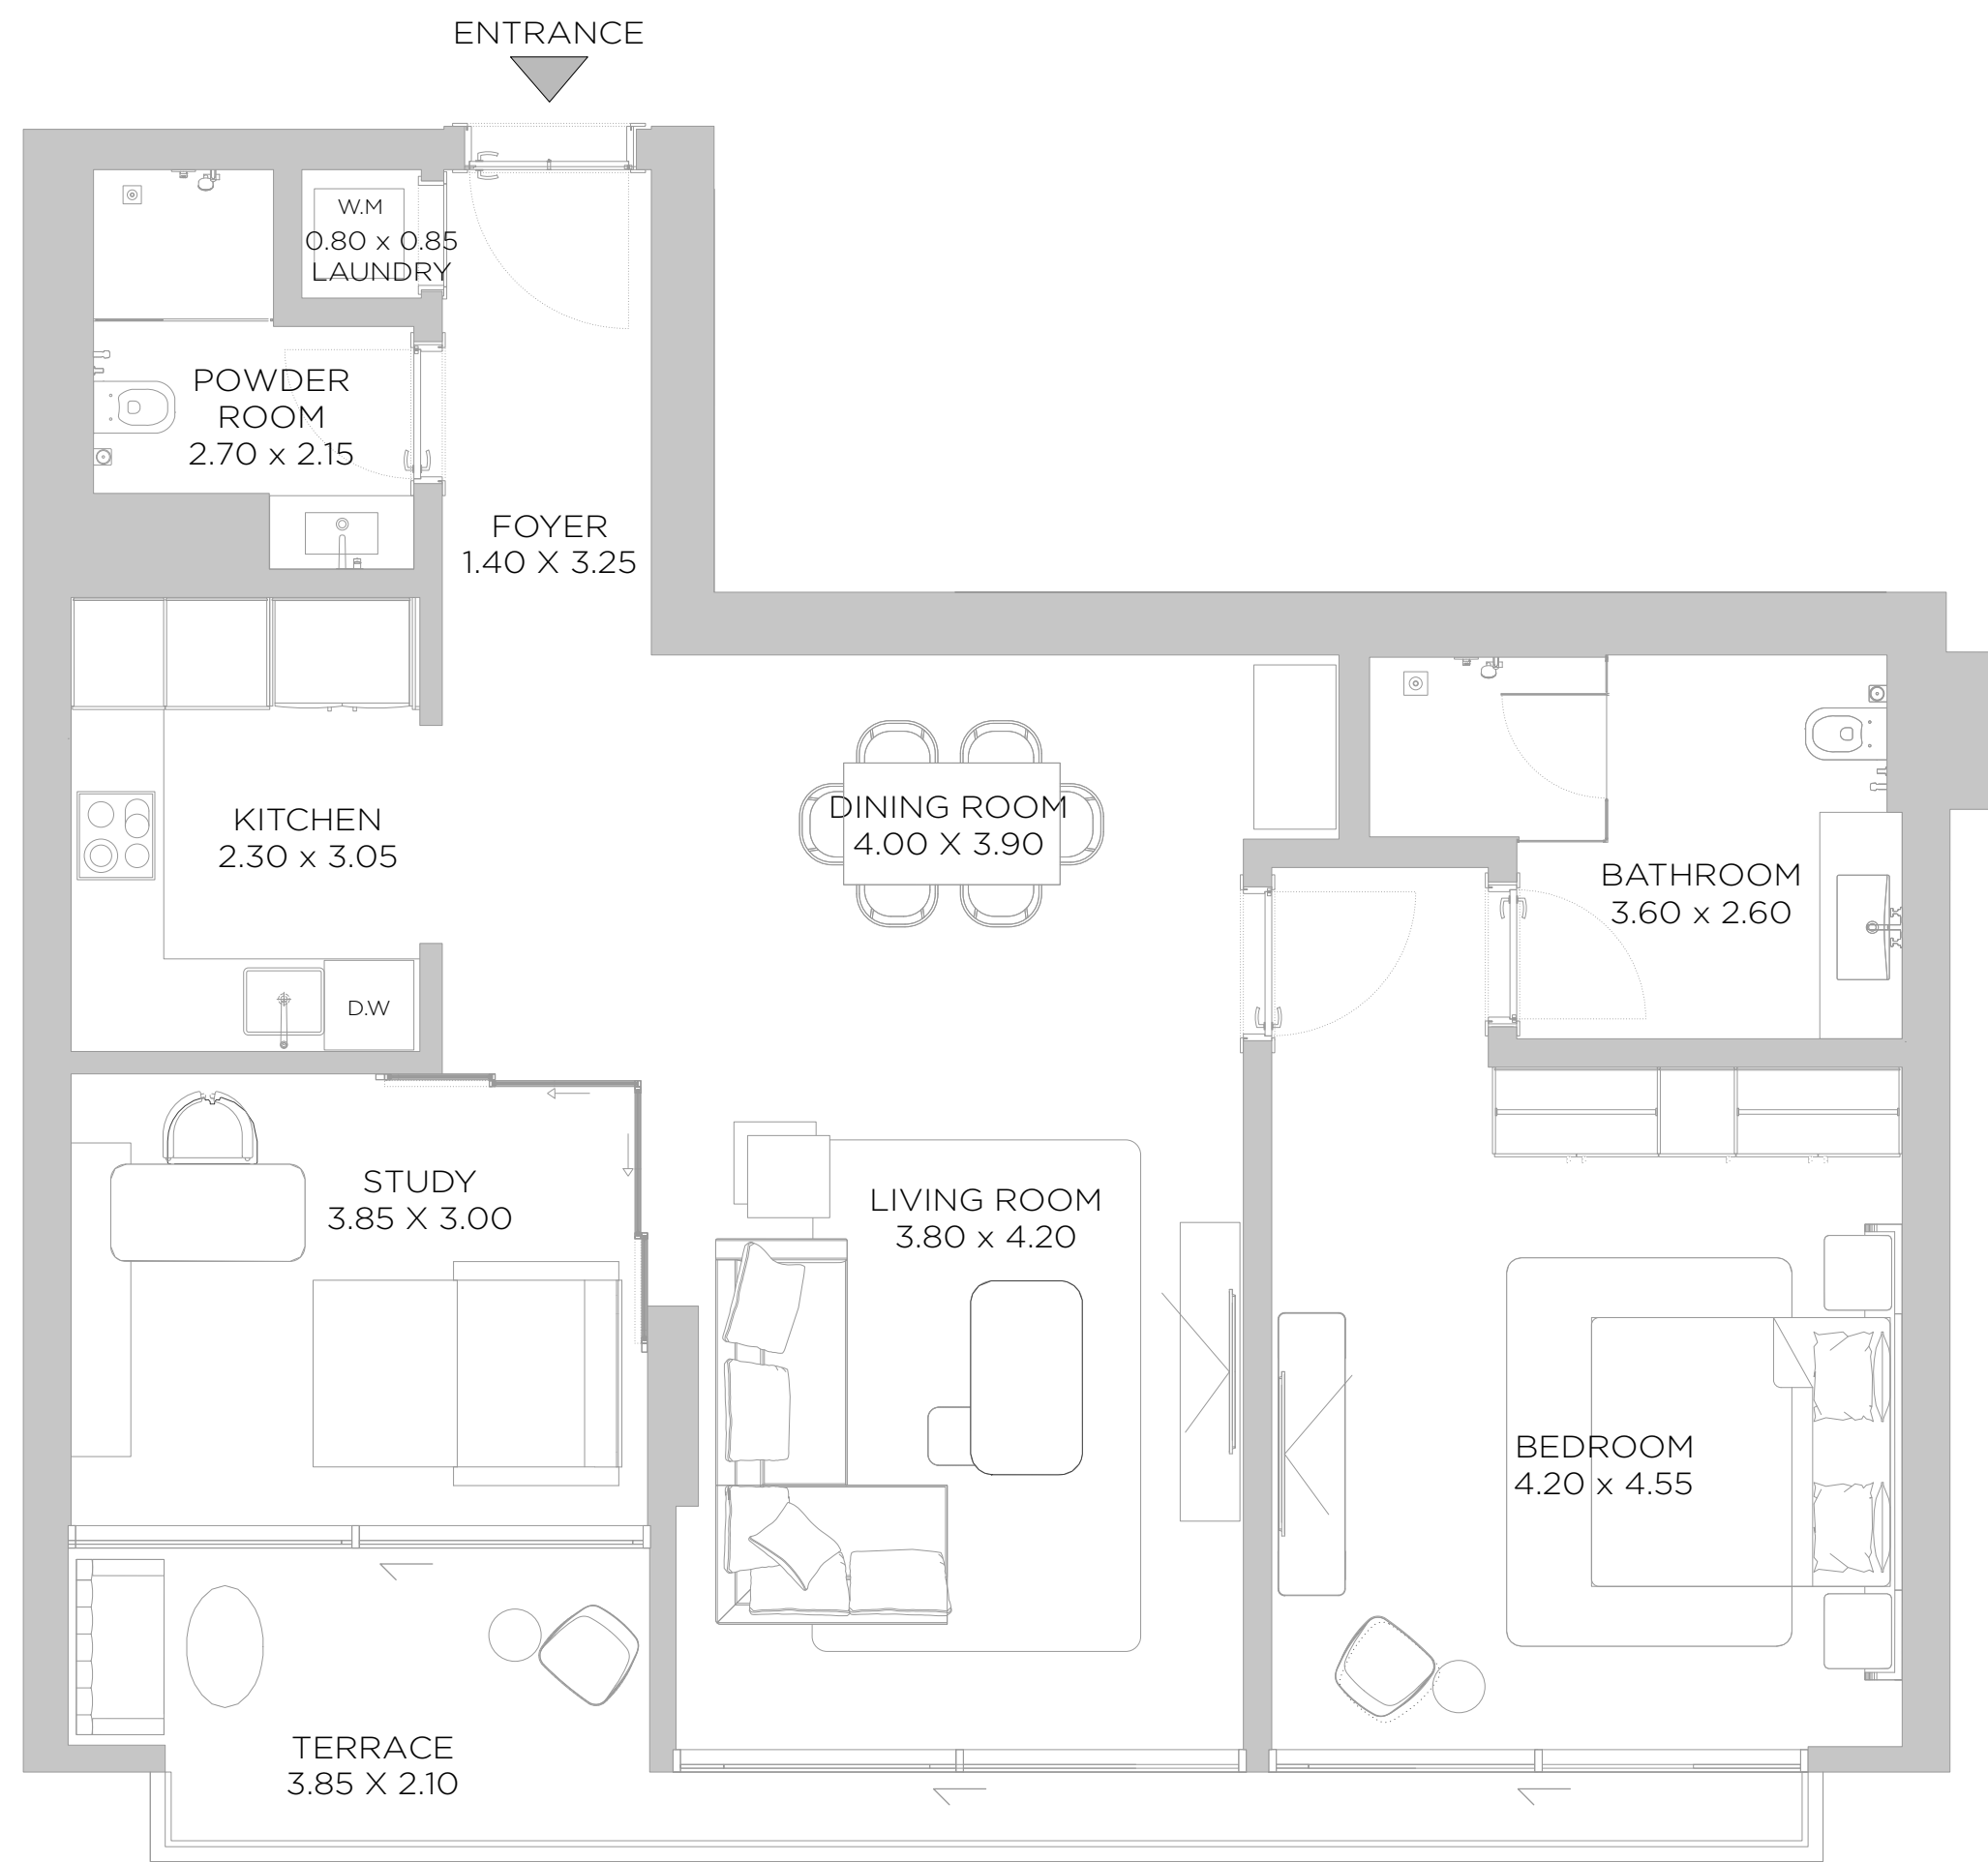 ENTRANCE
W.M
0.80 x 0.85
LAUNDRY
POWDER
ROOM
2.70 x 2.15
FOYER
1.40 X 3.25
KITCHEN
2.30 x 3.05
DINING ROOM
4.00 X 3.90
BATHROOM
3.60 x 2.60
D.W
STUDY
3.85 X 3.00
LIVING ROOM
3.80 x 4.20
BEDROOM
4.20 x 4.55
TERRACE
3.85 X 2.10